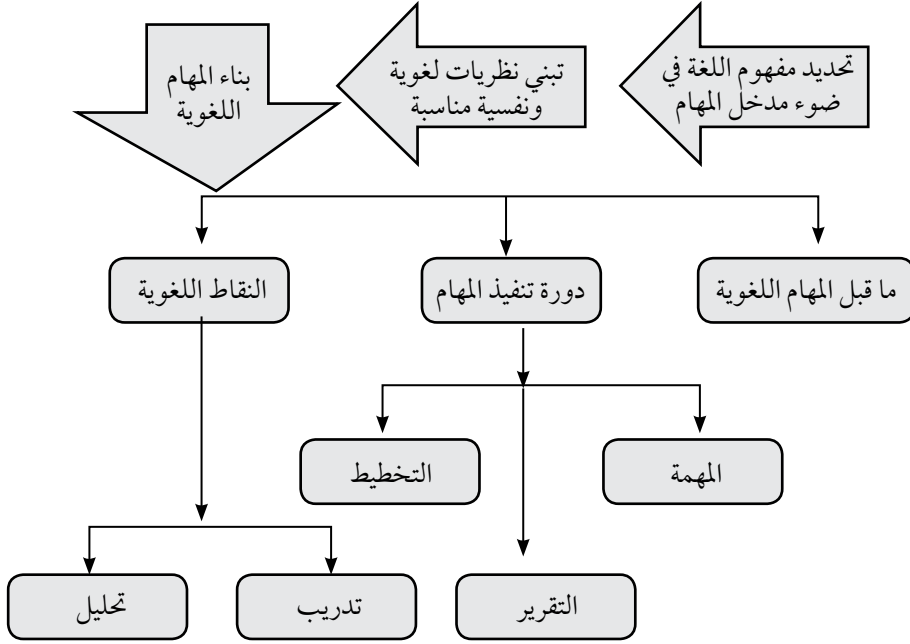 تحديد مفهوم اللغة في
ضوء مدخل المهام
تبني نظريات لغوية
ونفسية مناسبة
بناء المهام
اللغوية
ما قبل المهام اللغوية
دورة تنفيذ المهام
النقاط اللغوية
المهمة
التخطيط
التقرير
تدريب
تحليل